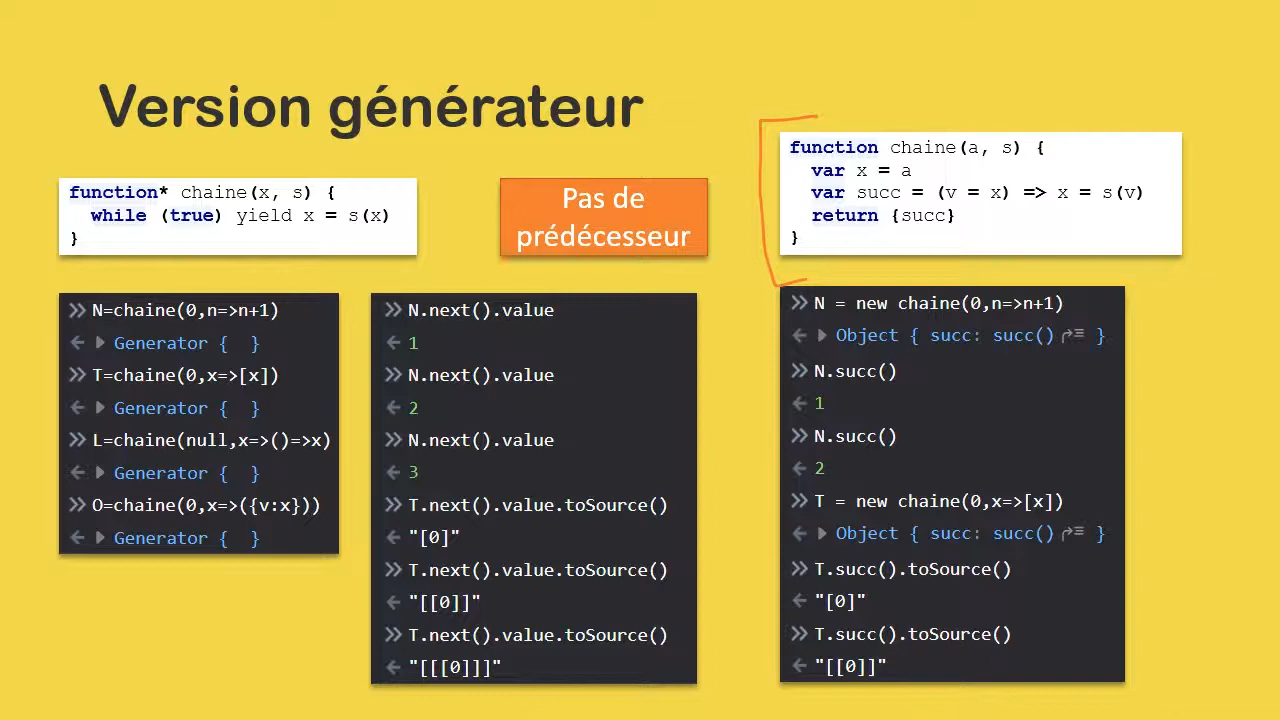 Version générateur
function* chaine(x, s) {
while (true) yield x = s(x)
}
Pas de
prédécesseur
function chaine(a, s) {
var x = a
var succ = (v = x) => x = s(v)
return {succ}
}
N=chaine(0,n=>n+1)
Generator { }
T=chaine(0,x=>[x])
Generator { }
L=chaine(null,x=>()=>x)
Generator { }
O=chaine(0,x=>({v:x}))
Generator { }
N.next().value
1
N.next().value
2
N.next().value
3
T.next().value.toSource()
"[0]"
T.next().value.toSource()
"[[0]]"
T.next().value.toSource()
"[[[0]]]"
N = new chaine(0,n=>n+1)
Object { succ: succ() }
N.succ()
1
N.succ()
2
T = new chaine(0,x=>[x])
Object { succ: succ() }
T.succ().toSource()
"[0]"
T.succ().toSource()
"[[0]]"